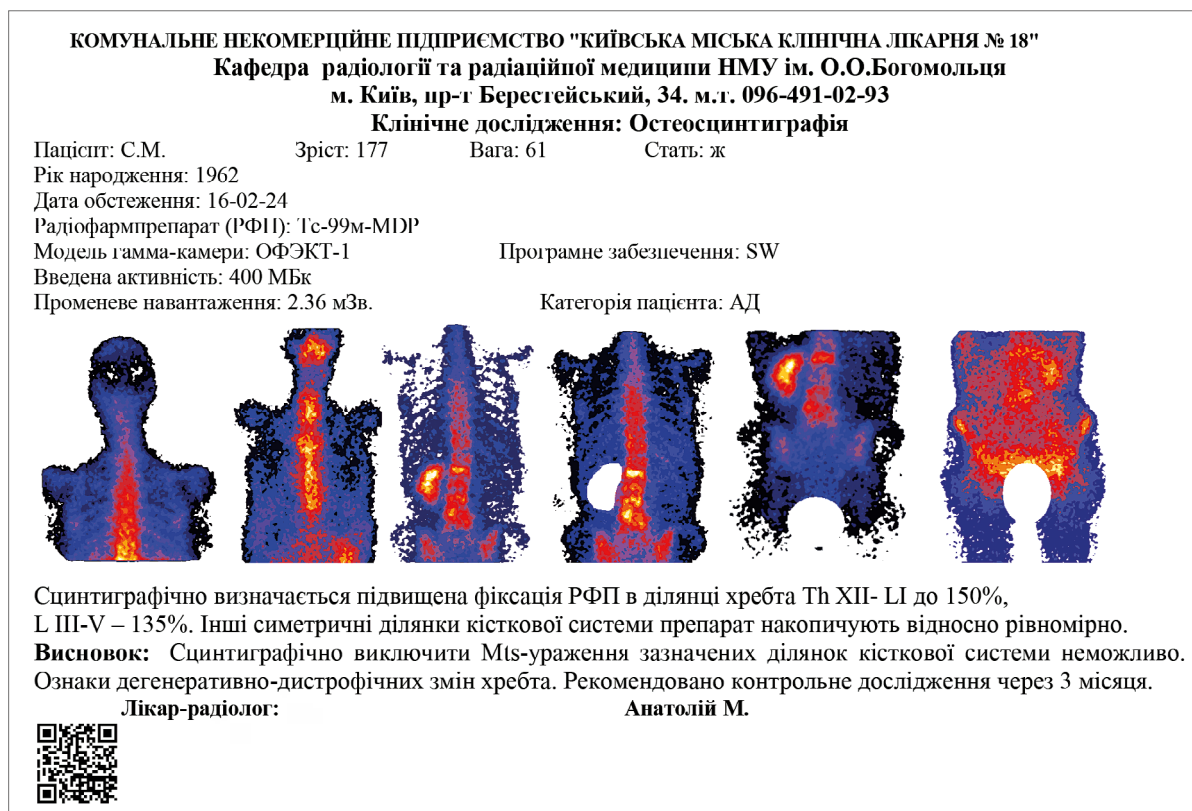 КОМУНАЛЬНЕ НЕКОМЕРЦІЙНЕ ПІДПРИЄМСТВО "КИЇВСЬКА МІСЬКА КЛІНІЧНА ЛІКАРНЯ № 18"
Кафедра радіології та радіаційної медицини НМУ ім. О.О.Богомольця
м. Київ, пр-т Берестейський, 34. м.т. 096-491-02-93
Клінічне дослідження: Остеосцинтиграфія
Пацієнт: С.М. Зріст: 177 Вага: 61 Стать: ж
Рік народження: 1962
Дата обстеження: 16-02-24
Радіофармпрепарат (РФП): Тс-99м-MDP
Модель гамма-камери: ОФЭКТ-1 Програмне забезпечення: SW
Введена активність: 400 МБк
Променеве навантаження: 2.36 мЗв. Категорія пацієнта: АД
Сцинтиграфічно визначається підвищена фіксація РФП в ділянці хребта Th XII- LI до 150%,
L III-V – 135%. Інші симетричні ділянки кісткової системи препарат накопичують відносно рівномірно.
Висновок: Сцинтиграфічно виключити Mts-ураження зазначених ділянок кісткової системи неможливо.
Ознаки дегенеративно-дистрофічних змін хребта. Рекомендовано контрольне дослідження через 3 місяця.
Лікар-радіолог: Анатолій М.